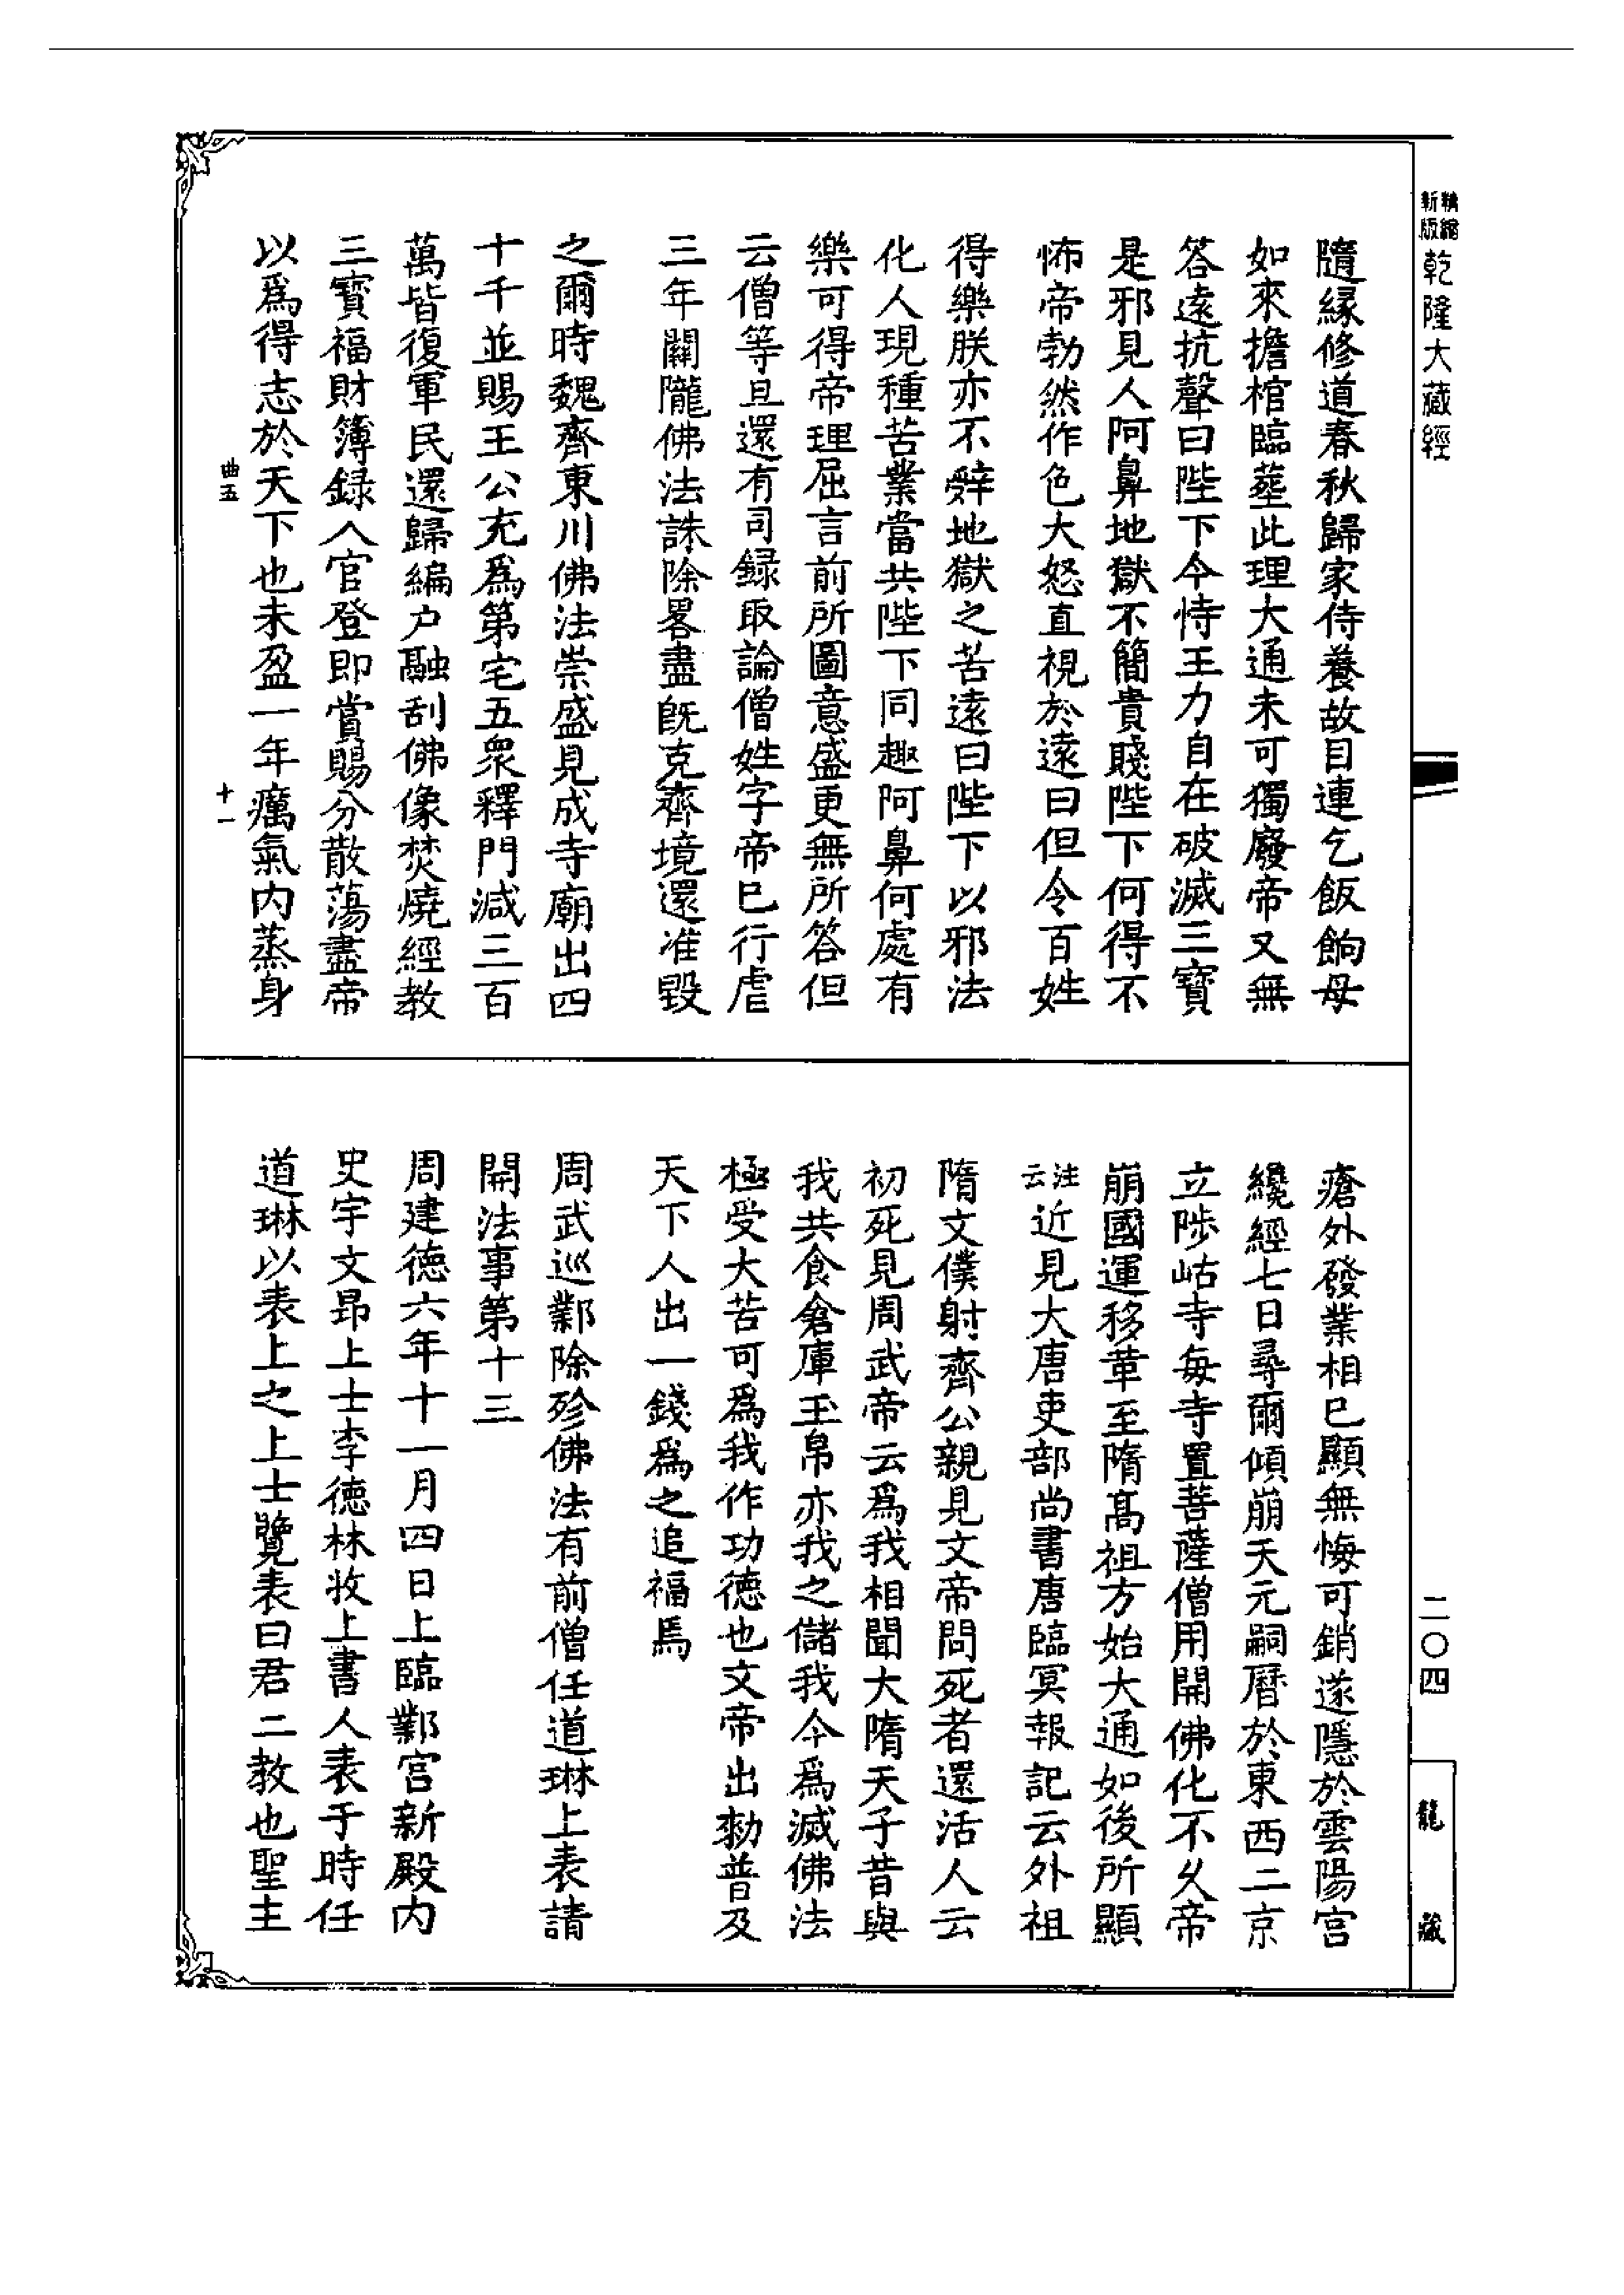 精縮
新版
乾隆大藏經
二〇四
龍藏
隨緣修道春秋歸家侍養故目連乞飯餉母
如來擔棺臨塟此理大通未可獨廢帝又無
答遠抗聲曰陛下今恃王力自在破滅三寶
是邪見人阿鼻地獄不簡貴賤陛下何得不
怖帝勃然作色大怒直視於遠曰但令百姓
得樂朕亦不辭地獄之苦遠曰陛下以邪法
化人現種苦業當共陛下同趣阿鼻何處有
樂可得帝理屈言前所圖意盛更無所答但
云僧等且還有司録取論僧姓字帝已行虐
三年關隴佛法誅除畧盡既克齊境還准毀
之爾時魏齊東川佛法崇盛見成寺廟出四
十千並賜王公充爲第宅五衆釋門減三百
萬皆復軍民還歸編户融刮佛像焚燒經教
三寶福財簿録入官登即賞賜分散蕩盡帝
以爲得志於天下也未盈一年癘氣内蒸身
曲五
十一
瘡外發業相已顯無悔可銷遂隱於雲陽宫
纔經七日尋爾傾崩天元嗣曆於東西二京
立陟岵寺每寺置菩薩僧用開佛化不久帝
崩國運移革至隋髙祖方始大通如後所顯
注云近見大唐吏部尚書唐臨冥報記云外祖
隋文僕射齊公親見文帝問死者還活人云
初死見周武帝云爲我相聞大隋天子昔與
我共食倉庫玉帛亦我之儲我今爲滅佛法
極受大苦可爲我作功德也文帝出勑普及
天下人出一錢爲之追福焉
周武巡鄴除殄佛法有前僧任道琳上表請
開法事第十三
周建德六年十一月四日上臨鄴宫新殿内
史宇文昂上士李德林收上書人表于時任
道琳以表上之上士覽表曰君二教也聖主